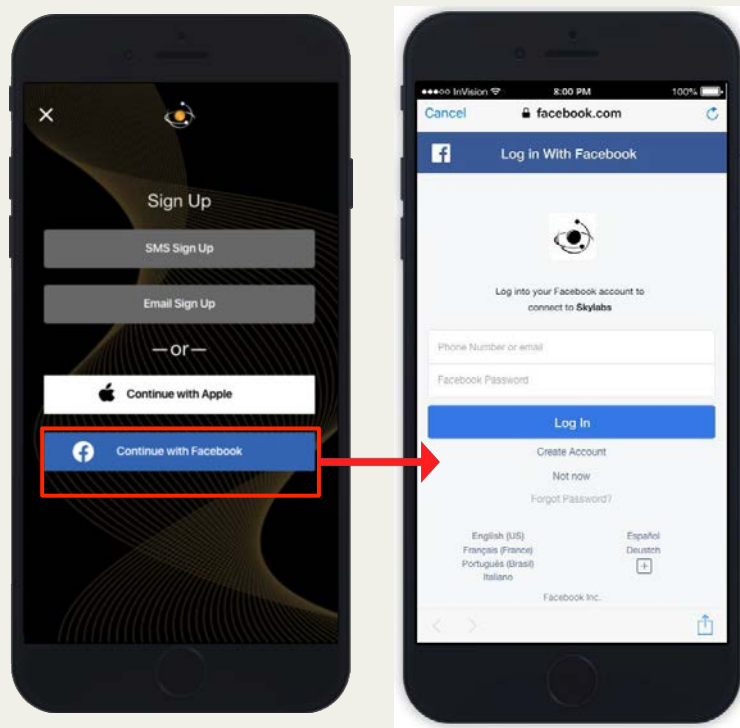 Sign Up
SMS Sign Up
Email Sign Up
—or—
Continue with Apple
Continue with Facebook
InVision 8:00 PM 100%
Cancel facebook.com
Log in With Facebook
Log into your Facebook account to
connect to Skylabs
Phone Number or email
Facebook Password
Log In
Create Account
Not now
Forgot Password?
English (US) Español
Français (France) Deustch
Português (Brasil)
Italiano
Facebook Inc.